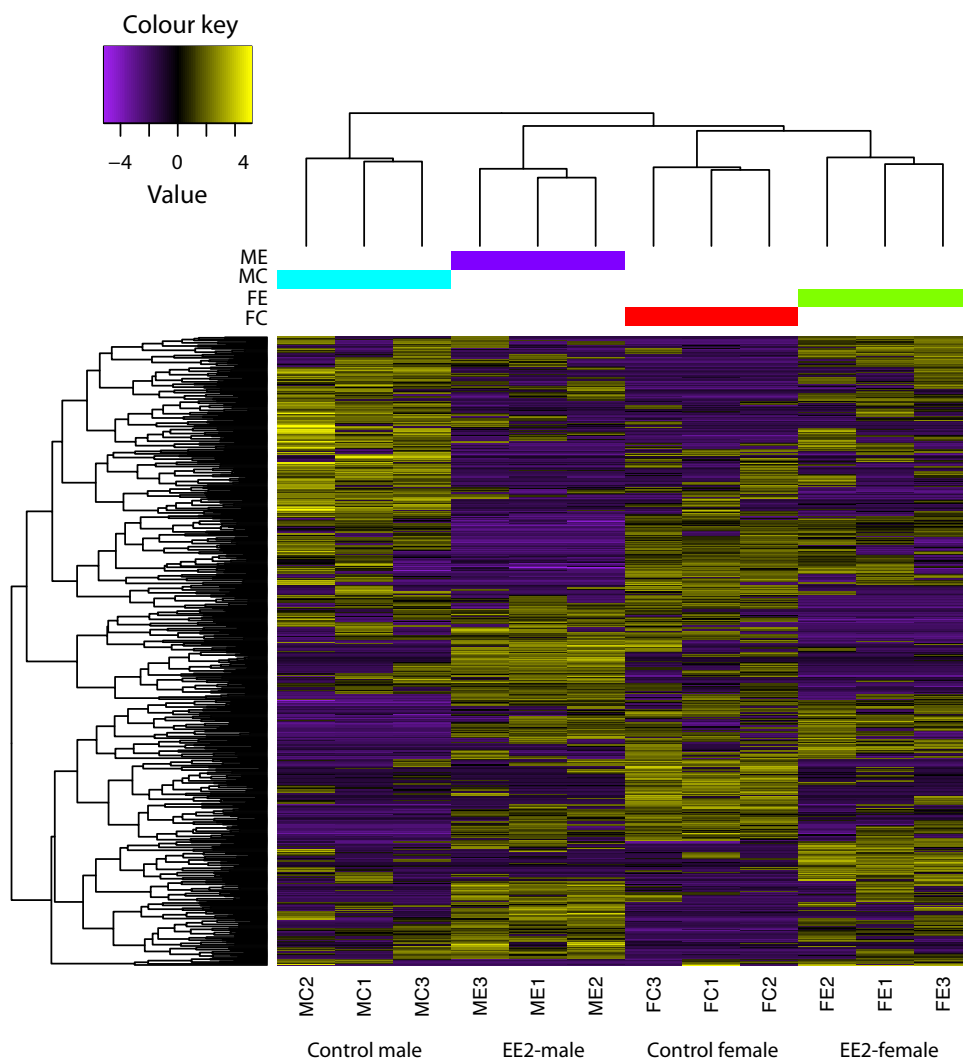 Colour key
−4 0 4
Value
ME
MC
FE
FC
MC2 MC1 MC3 ME3 ME1 ME2 FC3 FC1 FC2 FE2 FE1 FE3
Control male EE2-male Control female EE2-female